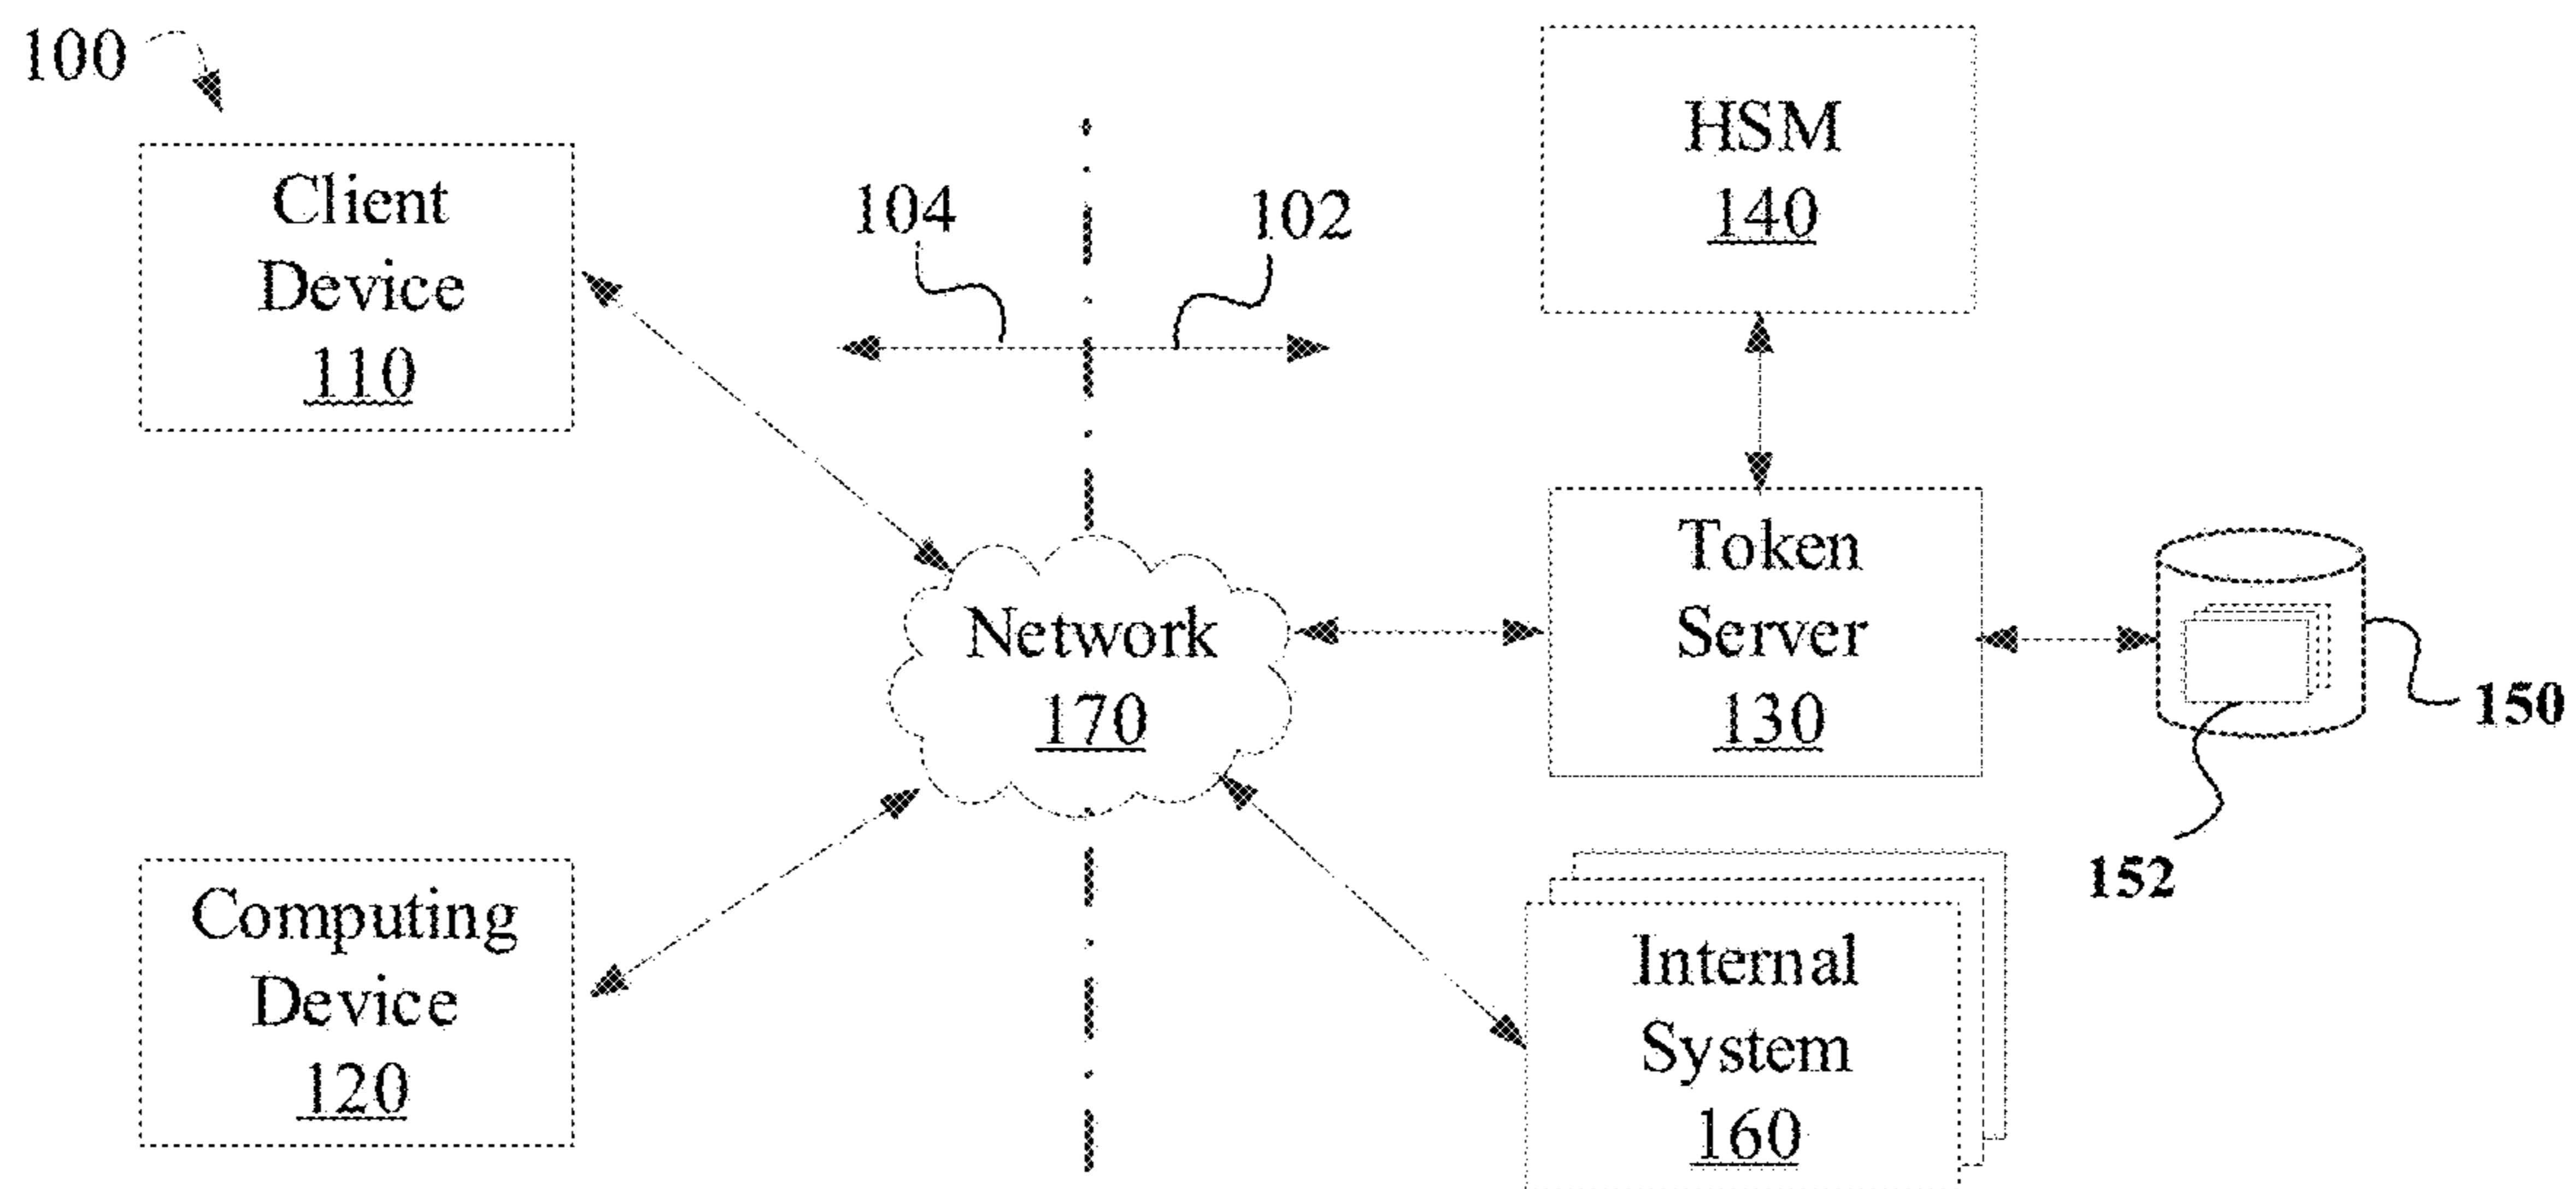 100
Client
Device
110
104
102
HSM
140
Network
170
Token
Server
130
150
152
Computing
Device
120
Internal
System
160